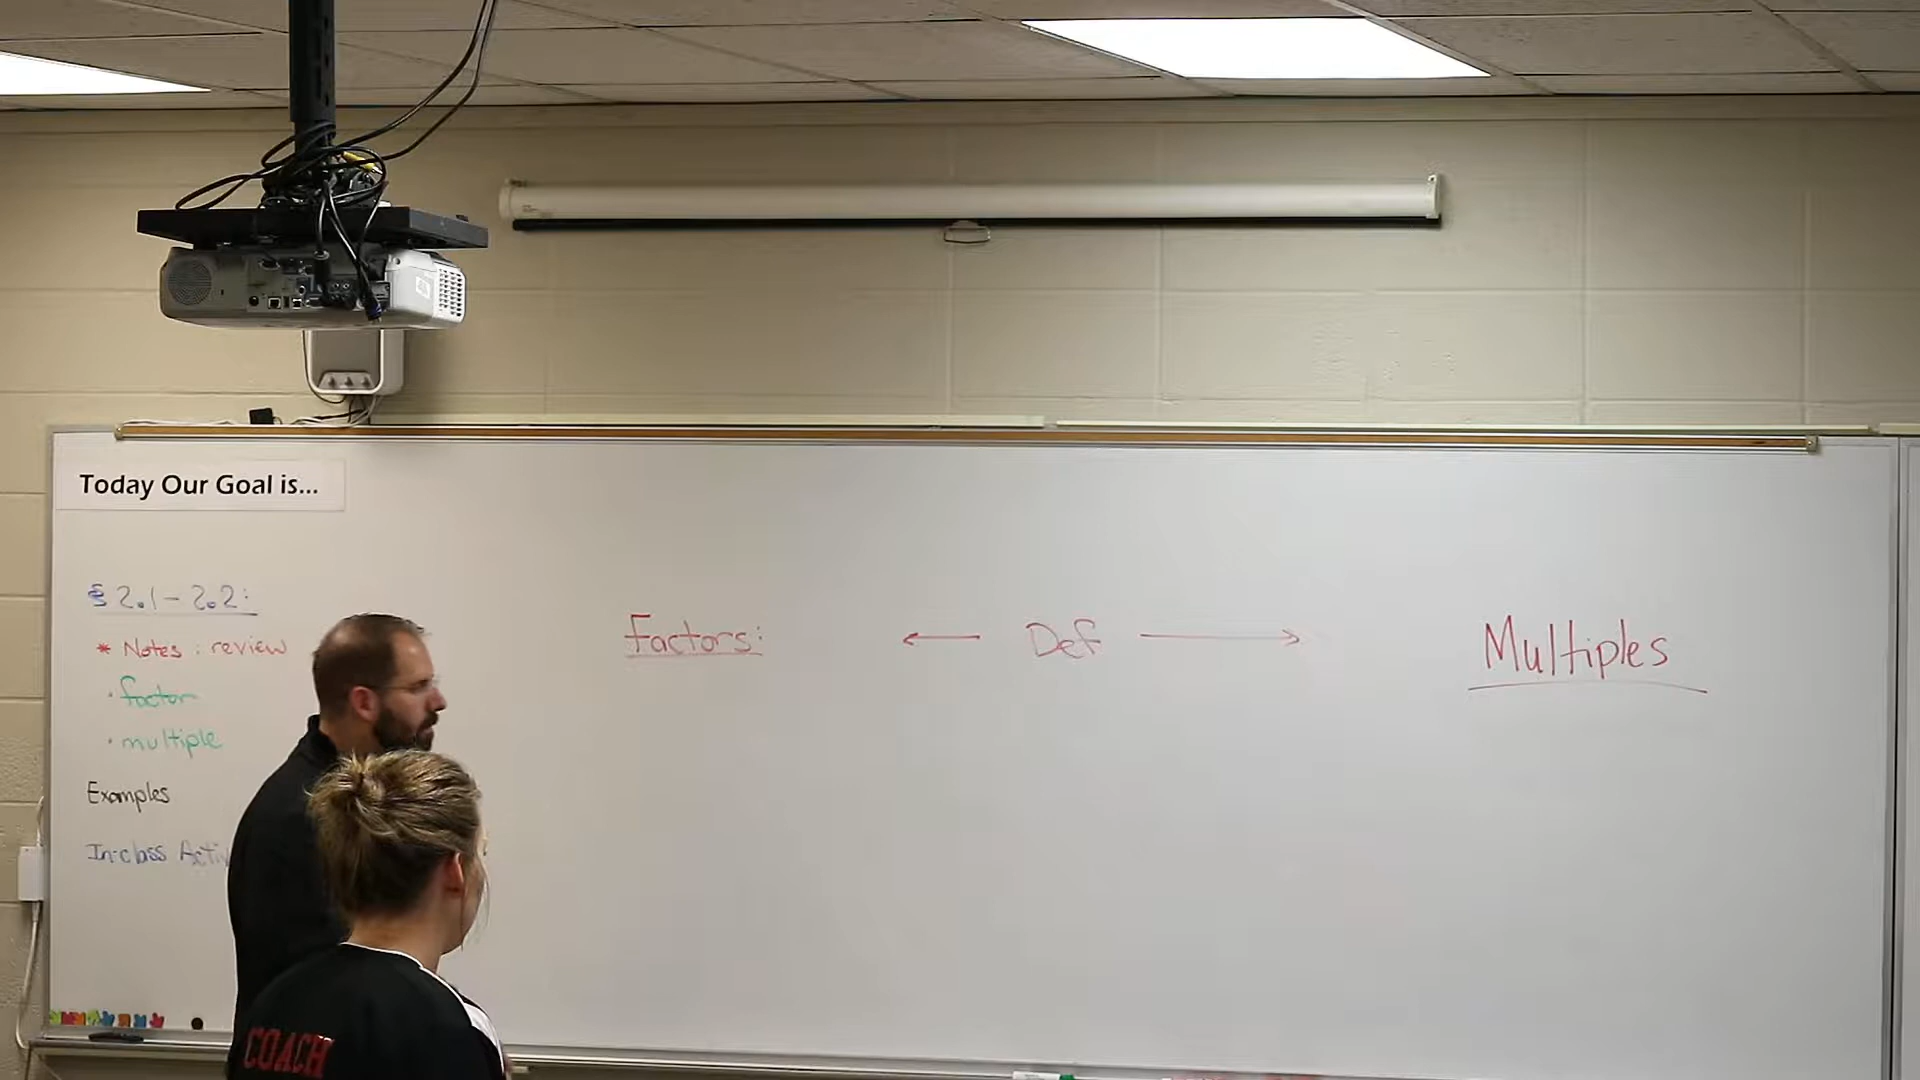 Today Our Goal is...
§ 2.1 - 2.2:
* Notes: review
· factor
· multiple
Examples
In-class Activ
Factors: ← Def → Multiples
COACH